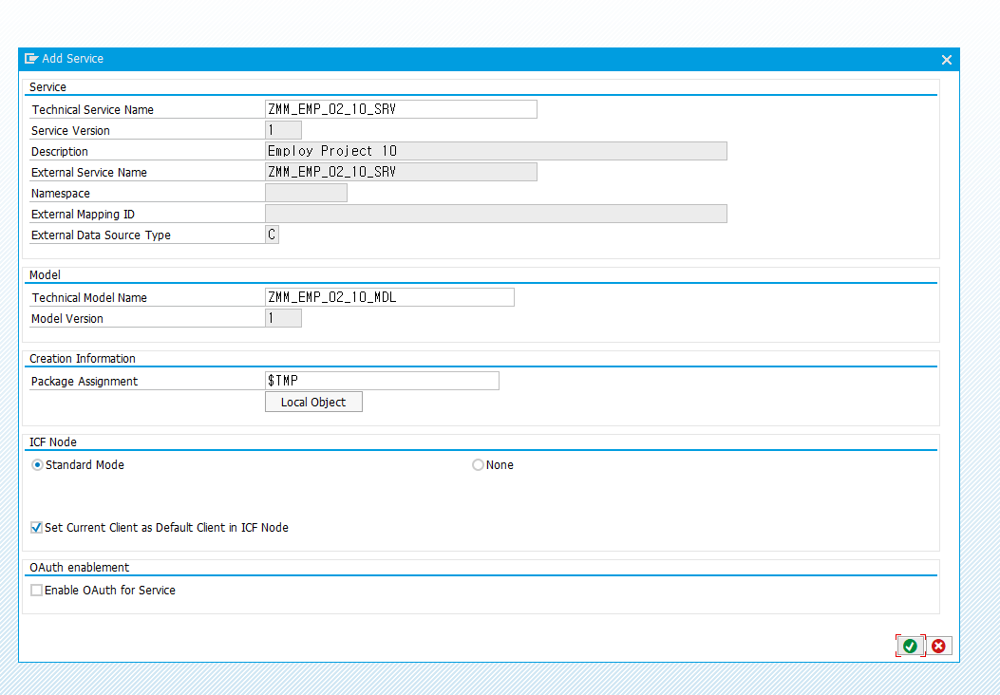 Add Service
Service
Technical Service Name ZMM_EMP_02_10_SRV
Service Version 1
Description Employ Project 10
External Service Name ZMM_EMP_02_10_SRV
Namespace
External Mapping ID
External Data Source Type C
Model
Technical Model Name ZMM_EMP_02_10_MDL
Model Version 1
Creation Information
Package Assignment $TMP
Local Object
ICF Node
Standard Mode None
Set Current Client as Default Client in ICF Node
OAuth enablement
Enable OAuth for Service